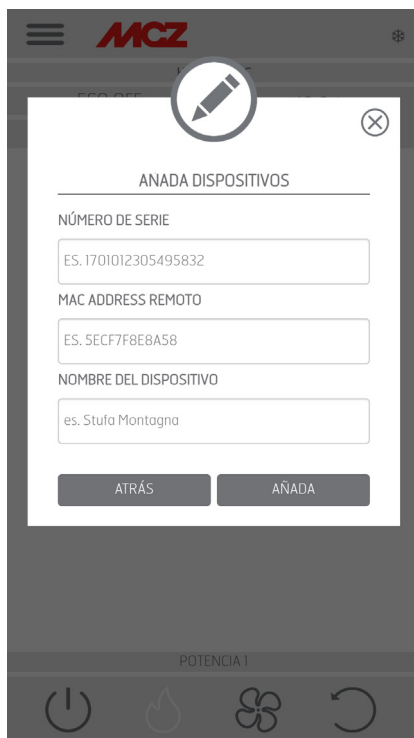 MCZ
ANADA DISPOSITIVOS
NÚMERO DE SERIE
ES. 1701012305495832
MAC ADDRESS REMOTO
ES. 5ECF7F8E8A58
NOMBRE DEL DISPOSITIVO
es. Stufa Montagna
ATRÁS AÑADA
POTENCIA 1